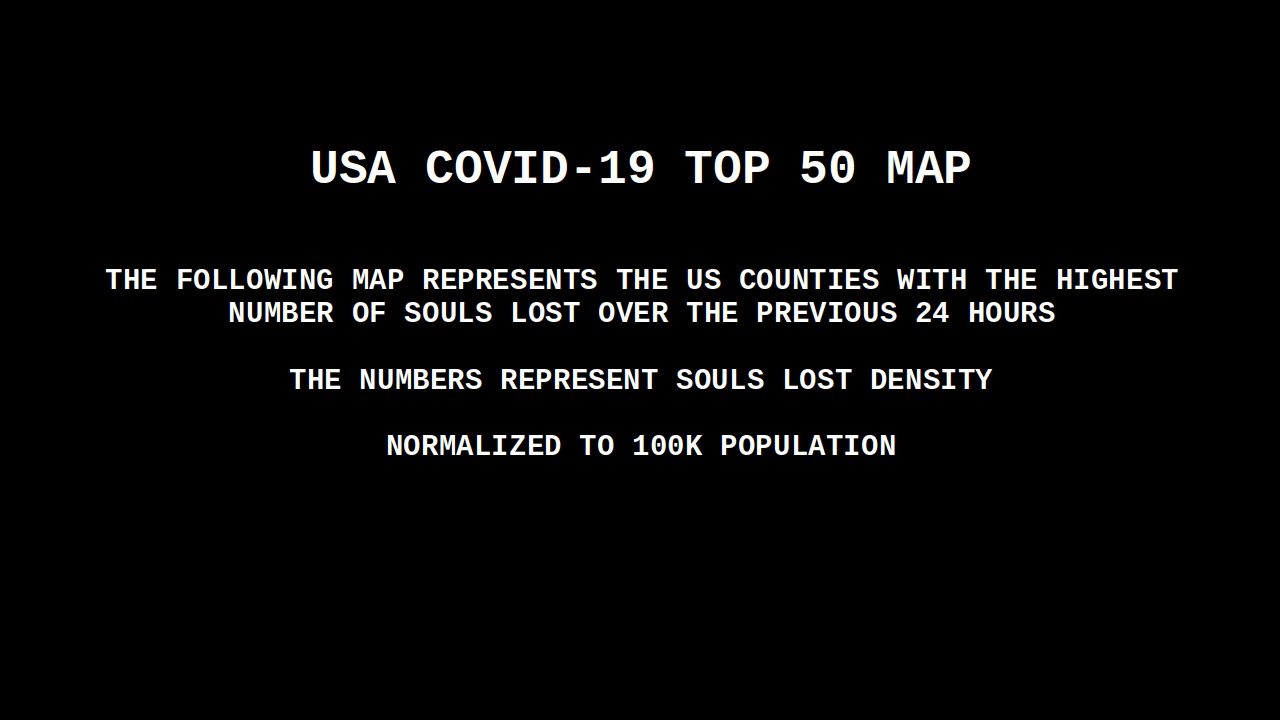 USA COVID-19 TOP 50 MAP
THE FOLLOWING MAP REPRESENTS THE US COUNTIES WITH THE HIGHEST
NUMBER OF SOULS LOST OVER THE PREVIOUS 24 HOURS
THE NUMBERS REPRESENT SOULS LOST DENSITY
NORMALIZED TO 100K POPULATION